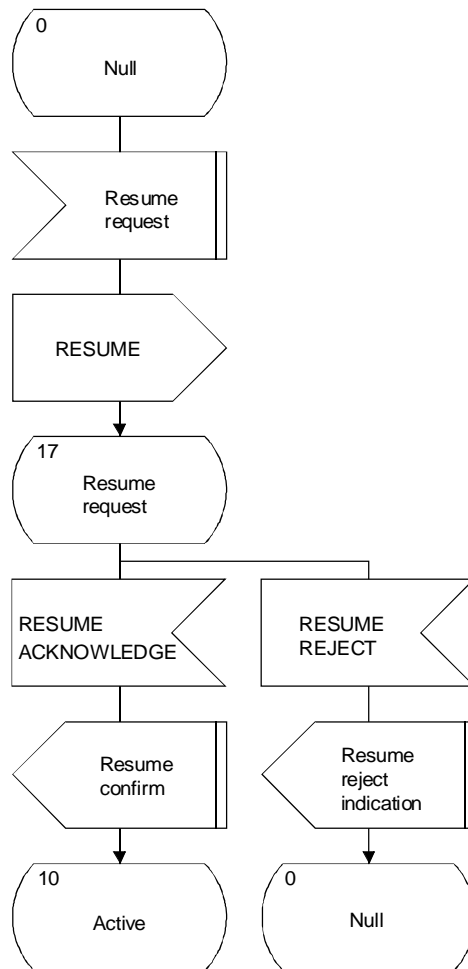 0
Null
Resume
request
RESUME
17
Resume
request
RESUME
ACKNOWLEDGE
RESUME
REJECT
Resume
confirm
Resume
reject
indication
10
Active
0
Null